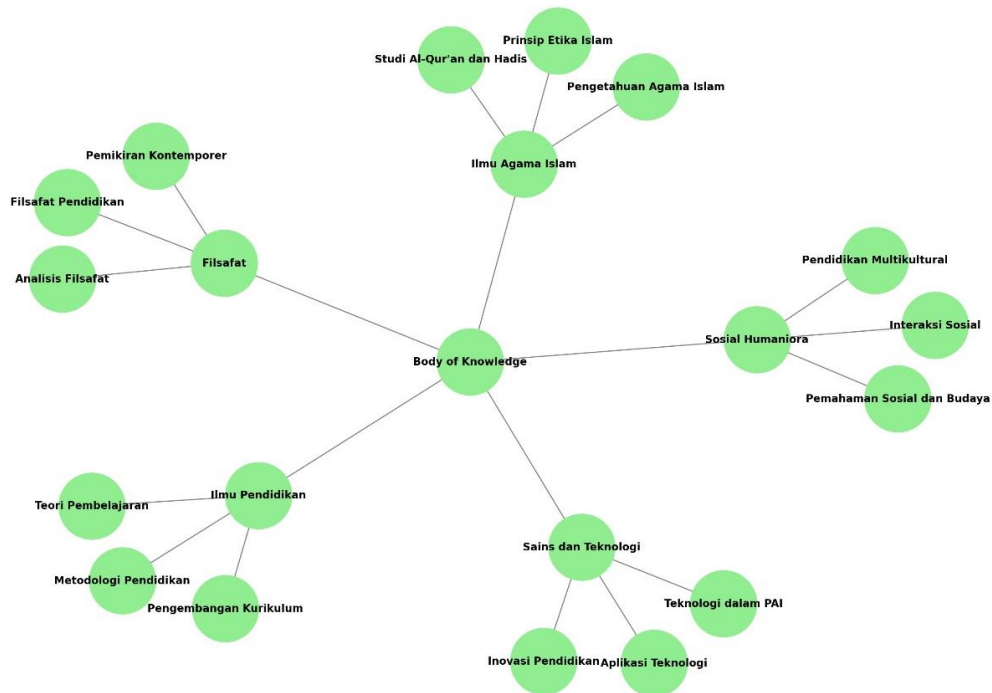 Prinsip Etika Islam
Studi Al-Qur'an dan Hadis
Pengetahuan Agama Islam
Ilmu Agama Islam
Pemikiran Kontemporer
Filsafat Pendidikan
Filsafat
Analisis Filsafat
Pendidikan Multikultural
Interaksi Sosial
Sosial Humaniora
Pemahaman Sosial dan Budaya
Body of Knowledge
Ilmu Pendidikan
Teori Pembelajaran
Metodologi Pendidikan
Pengembangan Kurikulum
Sains dan Teknologi
Teknologi dalam PAI
Inovasi Pendidikan
Aplikasi Teknologi